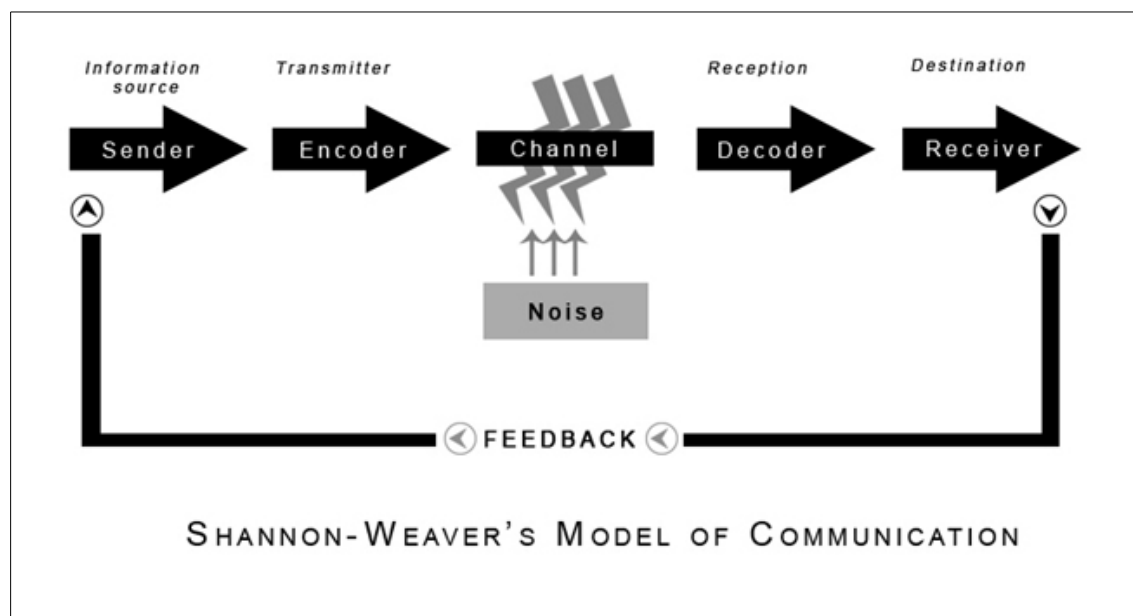 Information
source
Transmitter
Reception
Destination
Sender
Encoder
Channel
Decoder
Receiver
Noise
FEEDBACK
SHANNON-WEAVER'S MODEL OF COMMUNICATION